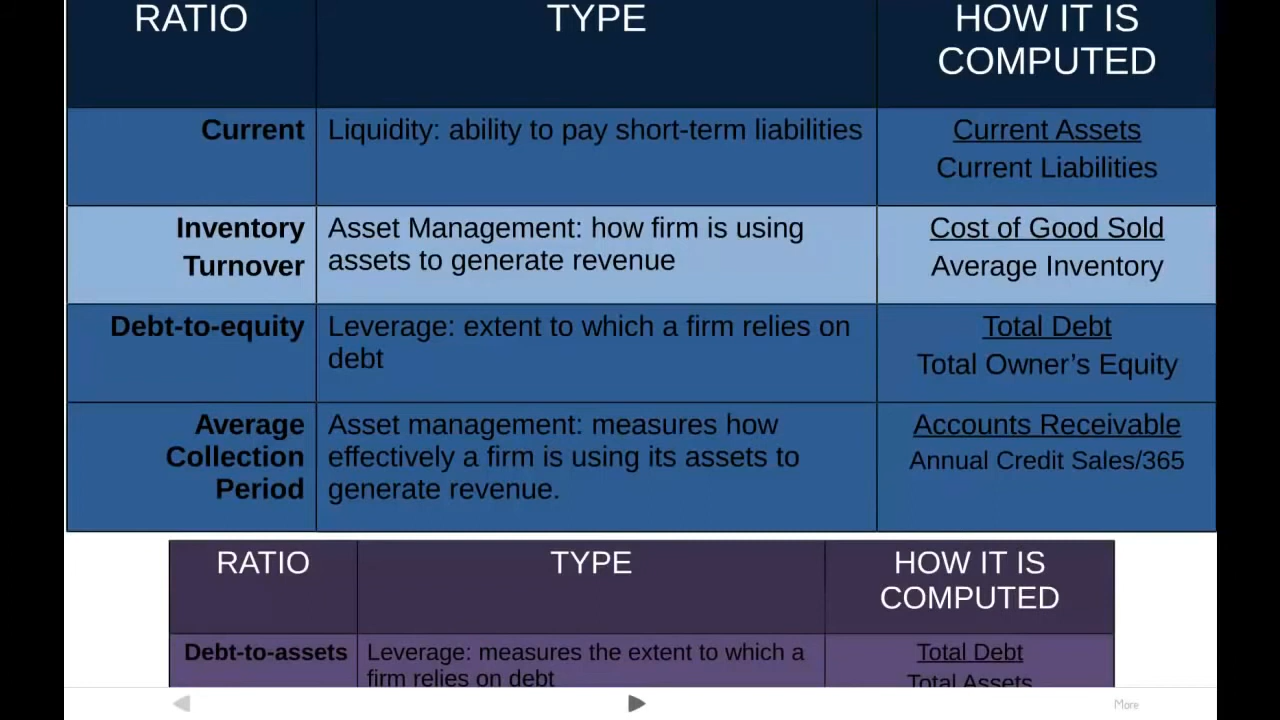 RATIO
TYPE
HOW IT IS
COMPUTED
Current
Liquidity: ability to pay short-term liabilities
Current Assets
Current Liabilities
Inventory
Turnover
Asset Management: how firm is using
assets to generate revenue
Cost of Good Sold
Average Inventory
Debt-to-equity
Leverage: extent to which a firm relies on
debt
Total Debt
Total Owner’s Equity
Average
Collection
Period
Asset management: measures how
effectively a firm is using its assets to
generate revenue.
Accounts Receivable
Annual Credit Sales/365
RATIO
TYPE
HOW IT IS
COMPUTED
Debt-to-assets
Leverage: measures the extent to which a
firm relies on debt
Total Debt
Total Assets
More